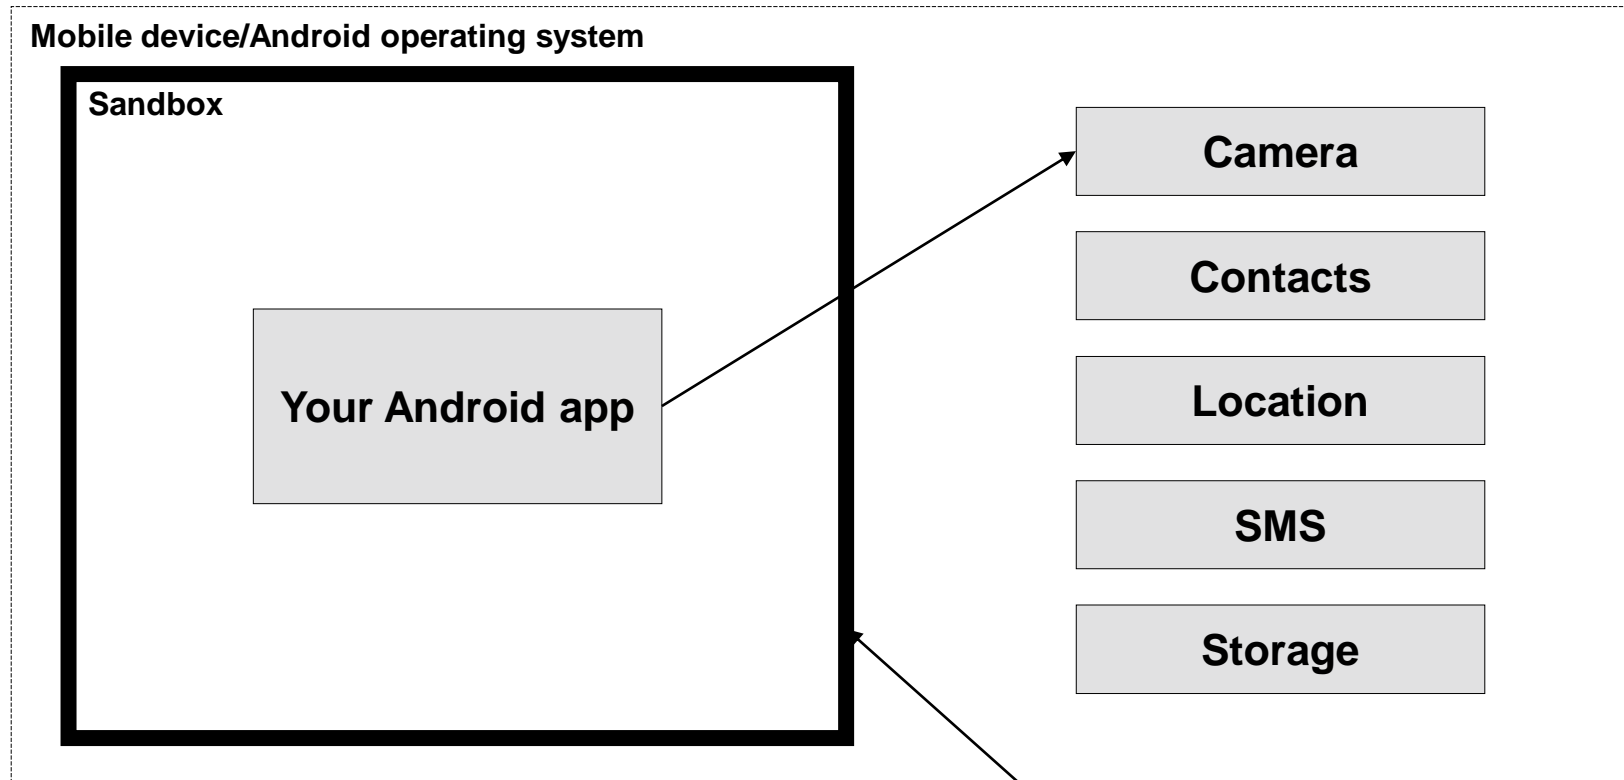 Mobile device/Android operating system
Sandbox
Your Android app
Camera
Contacts
Location
SMS
Storage